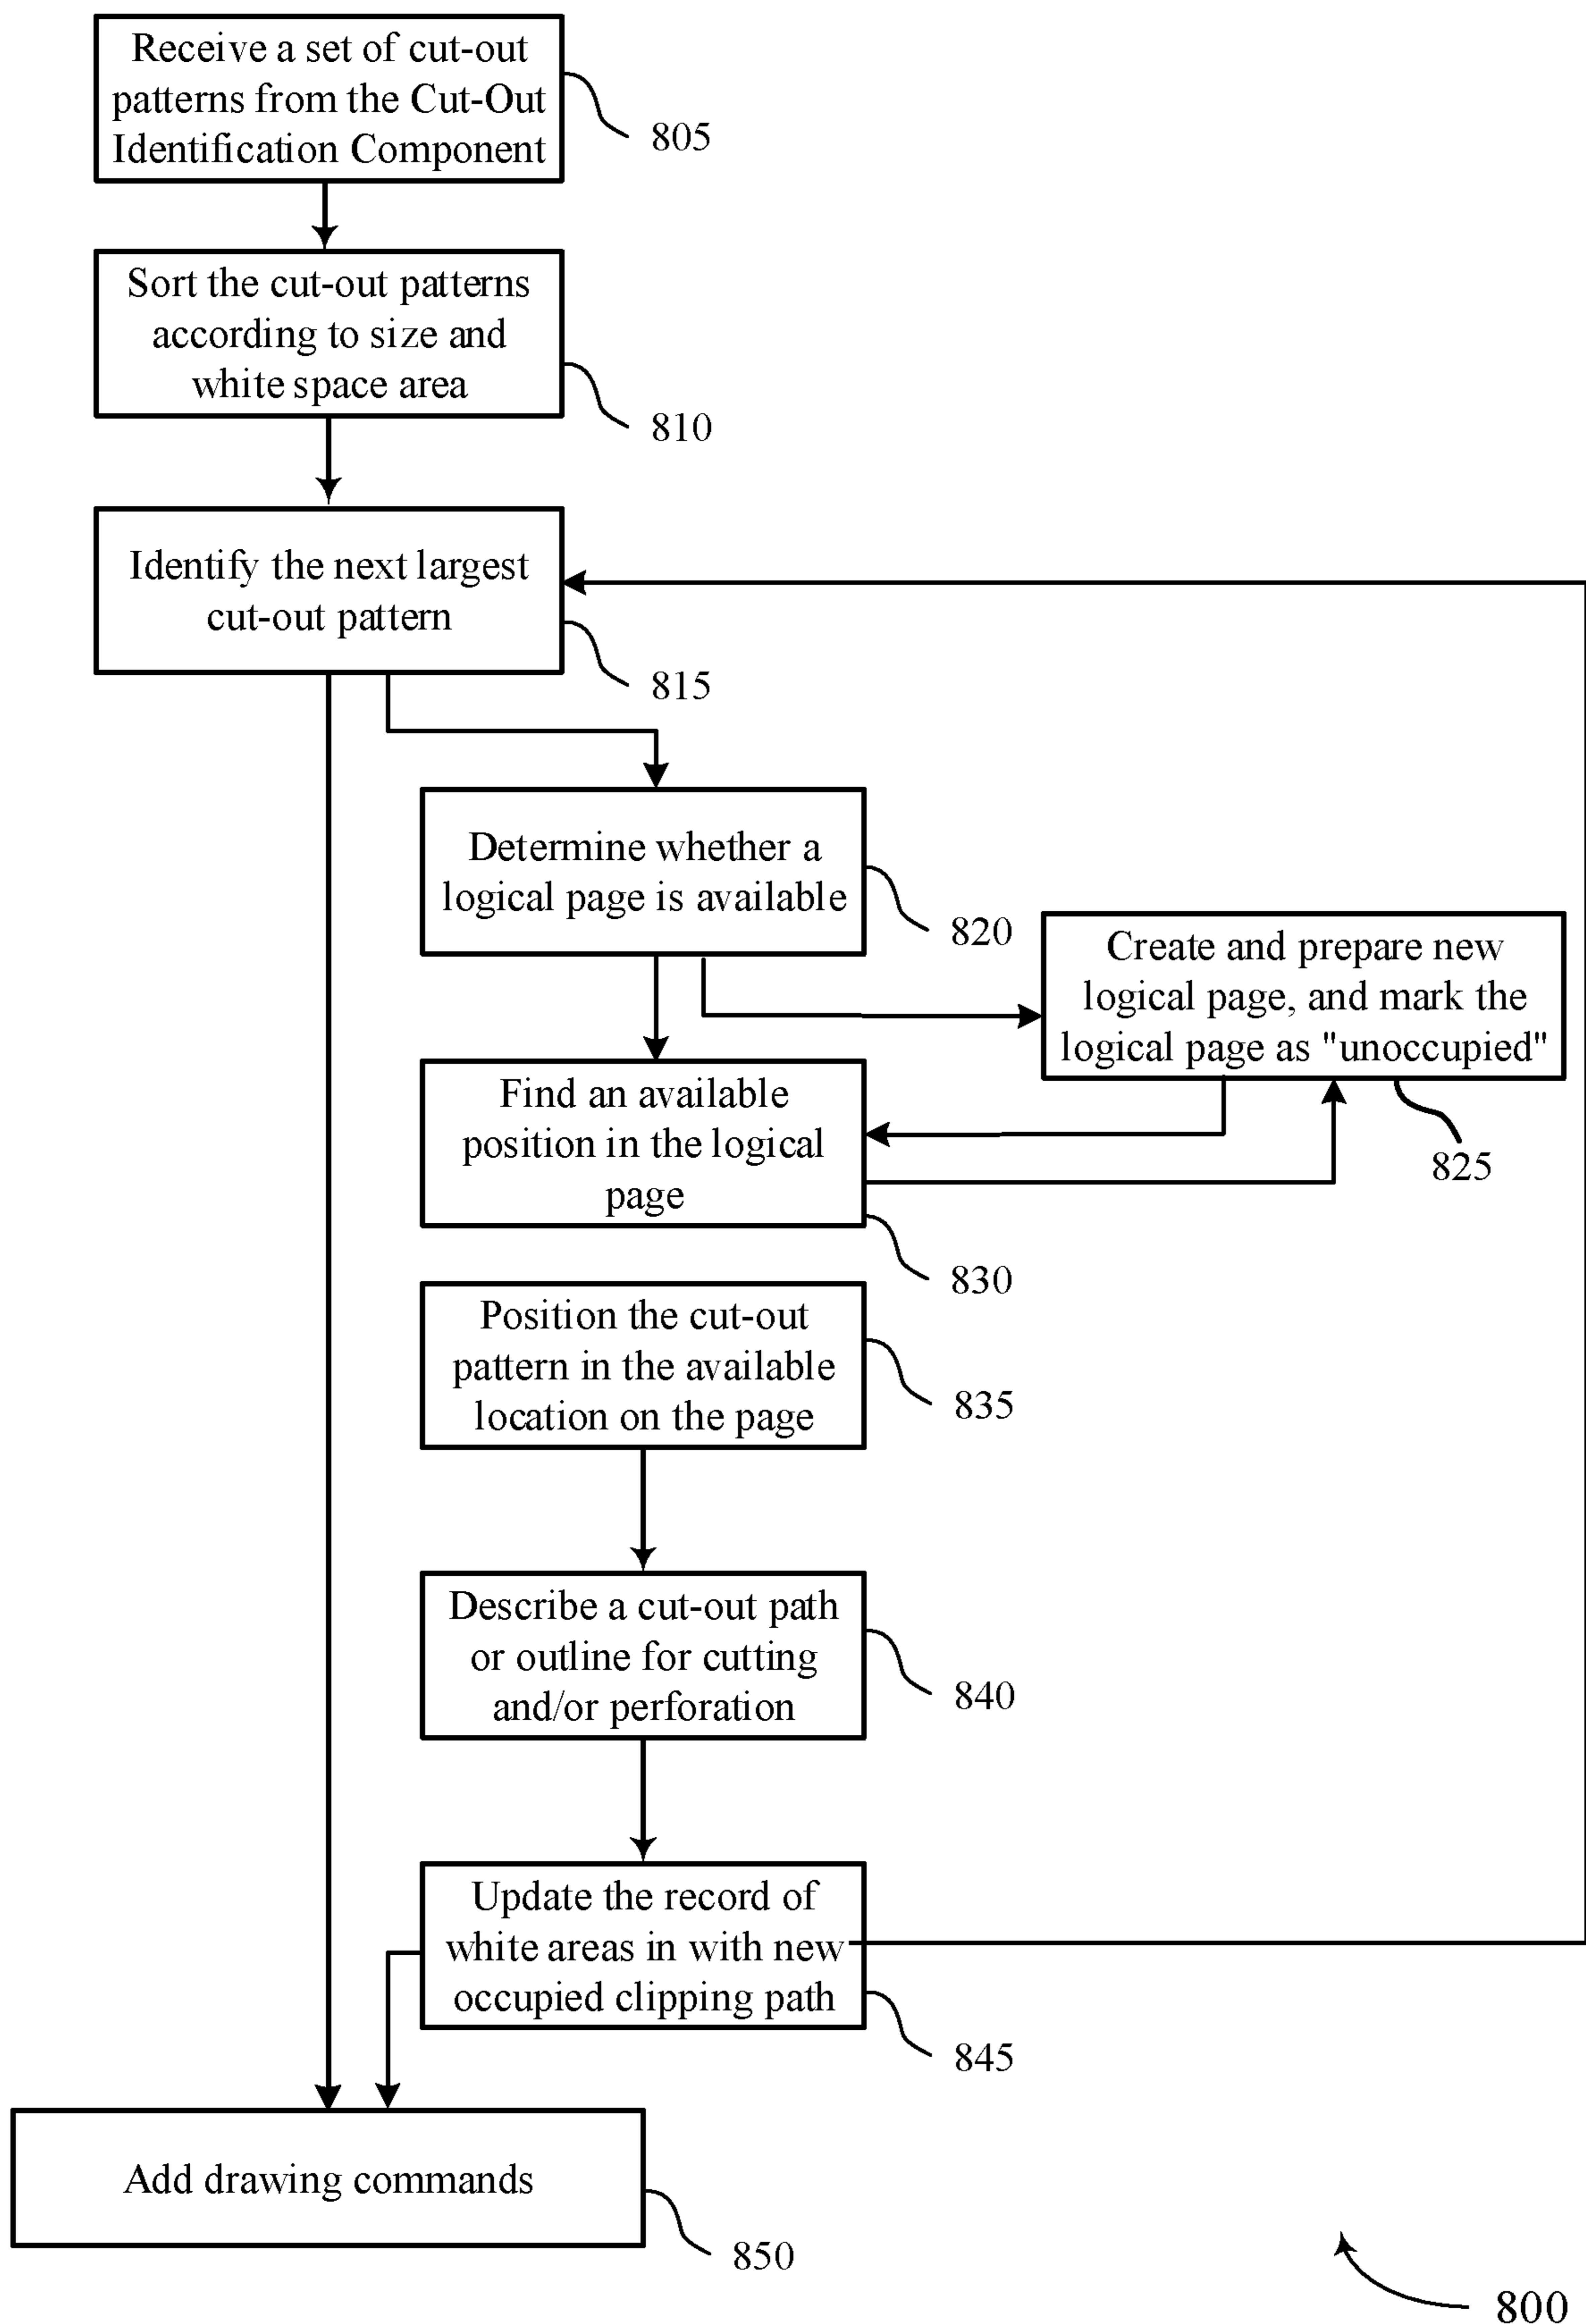 Receive a set of cut-out
patterns from the Cut-Out
Identification Component
805
Sort the cut-out patterns
according to size and
white space area
810
Identify the next largest
cut-out pattern
815
Determine whether a
logical page is available
820
Create and prepare new
logical page, and mark the
logical page as "unoccupied"
825
Find an available
position in the logical
page
830
Position the cut-out
pattern in the available
location on the page
835
Describe a cut-out path
or outline for cutting
and/or perforation
840
Update the record of
white areas in with new
occupied clipping path
845
Add drawing commands
850
800